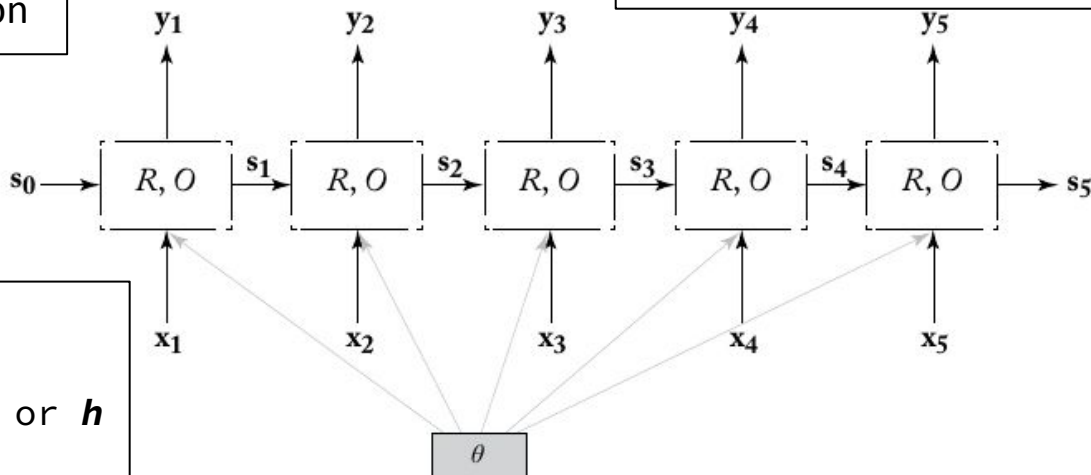 on
y1 y2 y3 y4 y5
s0 R, O s1 R, O s2 R, O s3 R, O s4 R, O s5
x1 x2 x3 x4 x5
or h
θ